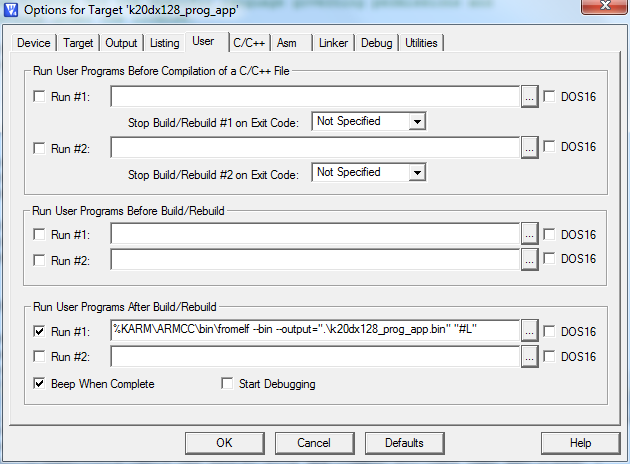 Options for Target 'k20dx128_prog_app'
Device Target Output Listing User C/C++ Asm Linker Debug Utilities
Run User Programs Before Compilation of a C/C++ File
Run #1: ... DOS16
Stop Build/Rebuild #1 on Exit Code: Not Specified
Run #2: ... DOS16
Stop Build/Rebuild #2 on Exit Code: Not Specified
Run User Programs Before Build/Rebuild
Run #1: ... DOS16
Run #2: ... DOS16
Run User Programs After Build/Rebuild
Run #1: %KARM\ARMCC\bin\fromelf --bin --output=".\k20dx128_prog_app.bin" "#L" ... DOS16
Run #2: ... DOS16
Beep When Complete Start Debugging
OK Cancel Defaults Help